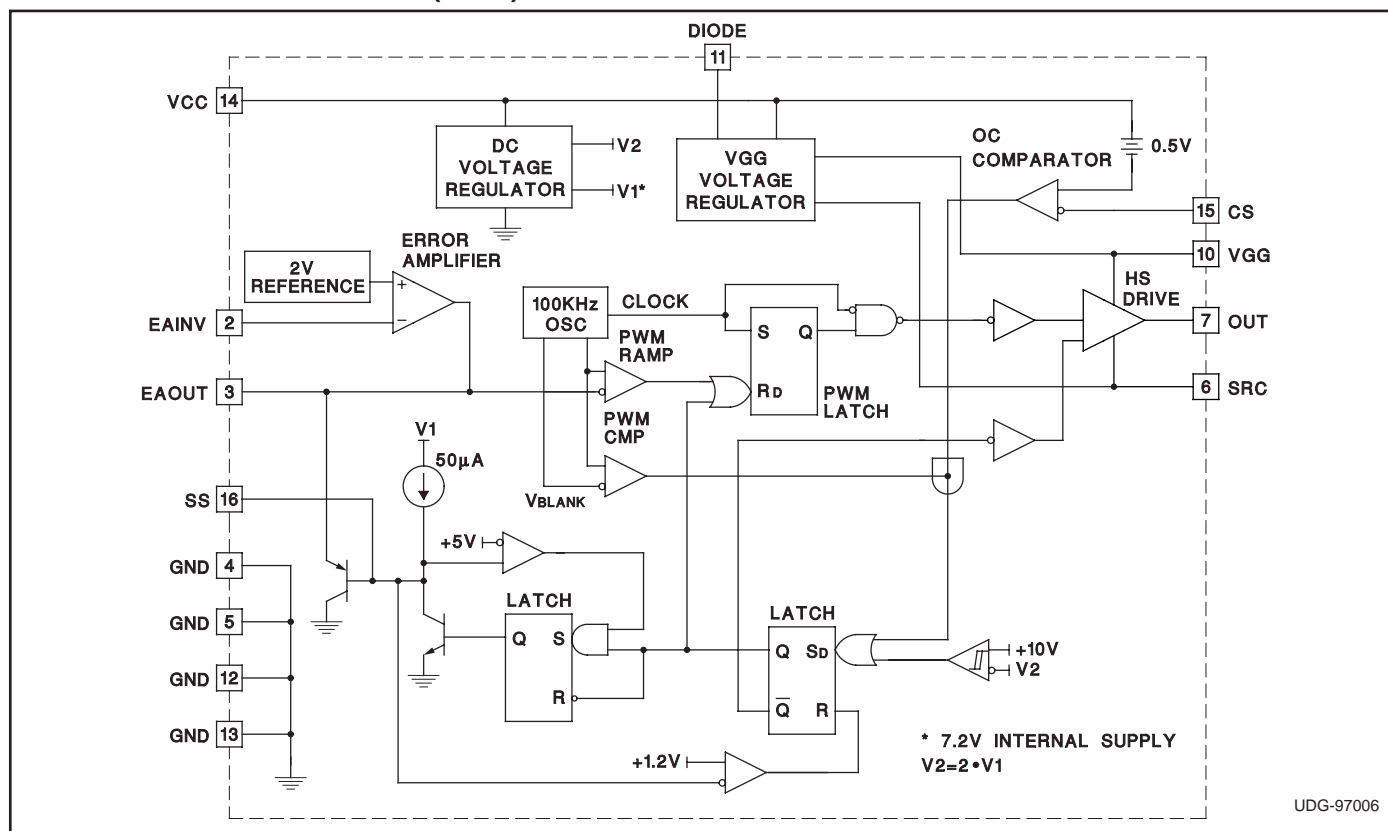 DIODE
11
VCC 14
DC
VOLTAGE
REGULATOR
V2
V1*
VGG
VOLTAGE
REGULATOR
OC
COMPARATOR
0.5V
15 CS
10 VGG
HS
DRIVE
7 OUT
6 SRC
2V
REFERENCE
ERROR
AMPLIFIER
+
−
EAINV 2
EAOUT 3
100KHz
OSC
CLOCK
PWM
RAMP
PWM
CMP
VBLANK
S Q
RD
PWM
LATCH
V1
50µA
SS 16
GND 4
GND 5
GND 12
GND 13
+5V
LATCH
Q S
R
LATCH
Q SD
Q R
+10V
V2
+1.2V
* 7.2V INTERNAL SUPPLY
V2=2•V1
UDG-97006